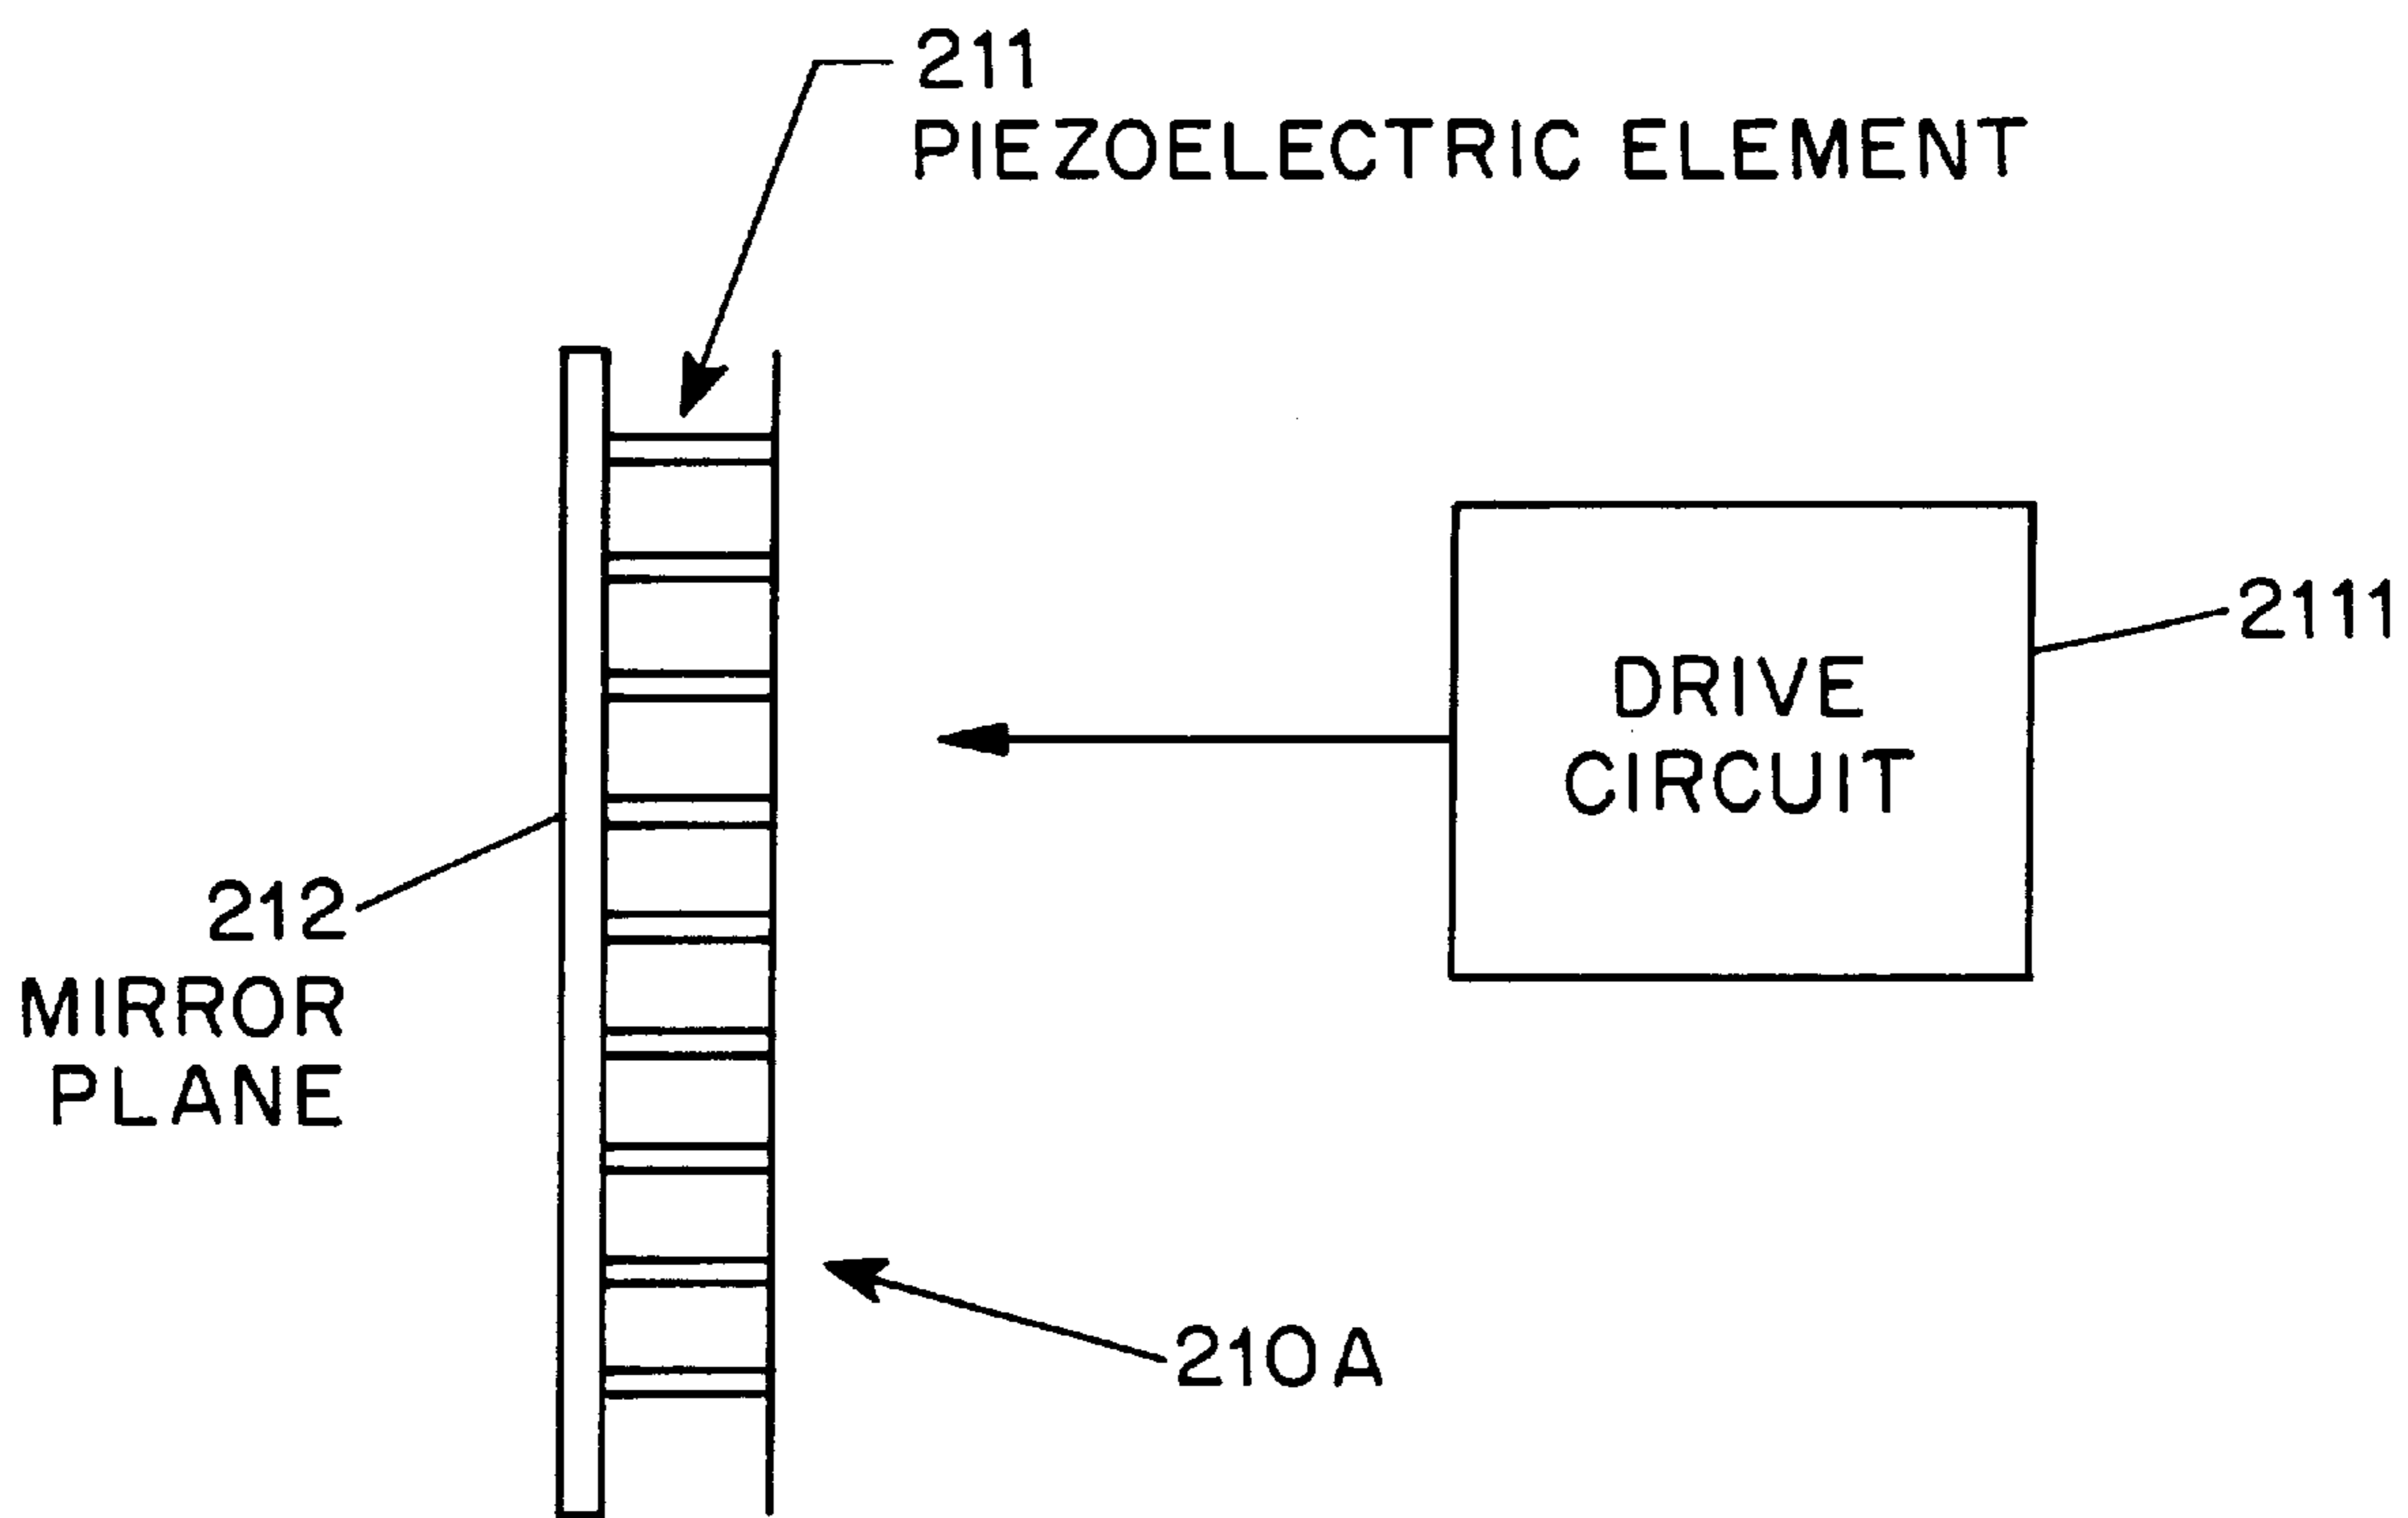 211
PIEZOELECTRIC ELEMENT
2111
DRIVE
CIRCUIT
212
MIRROR
PLANE
210A